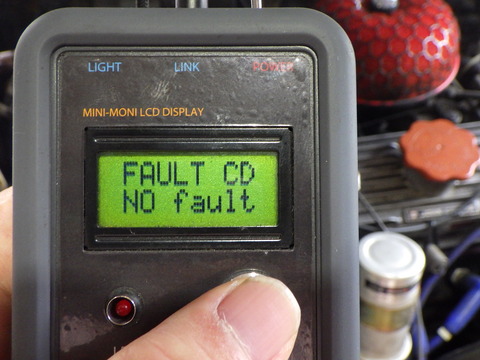 LIGHT LINK POWER
MINI-MONI LCD DISPLAY
FAULT CD
NO fault